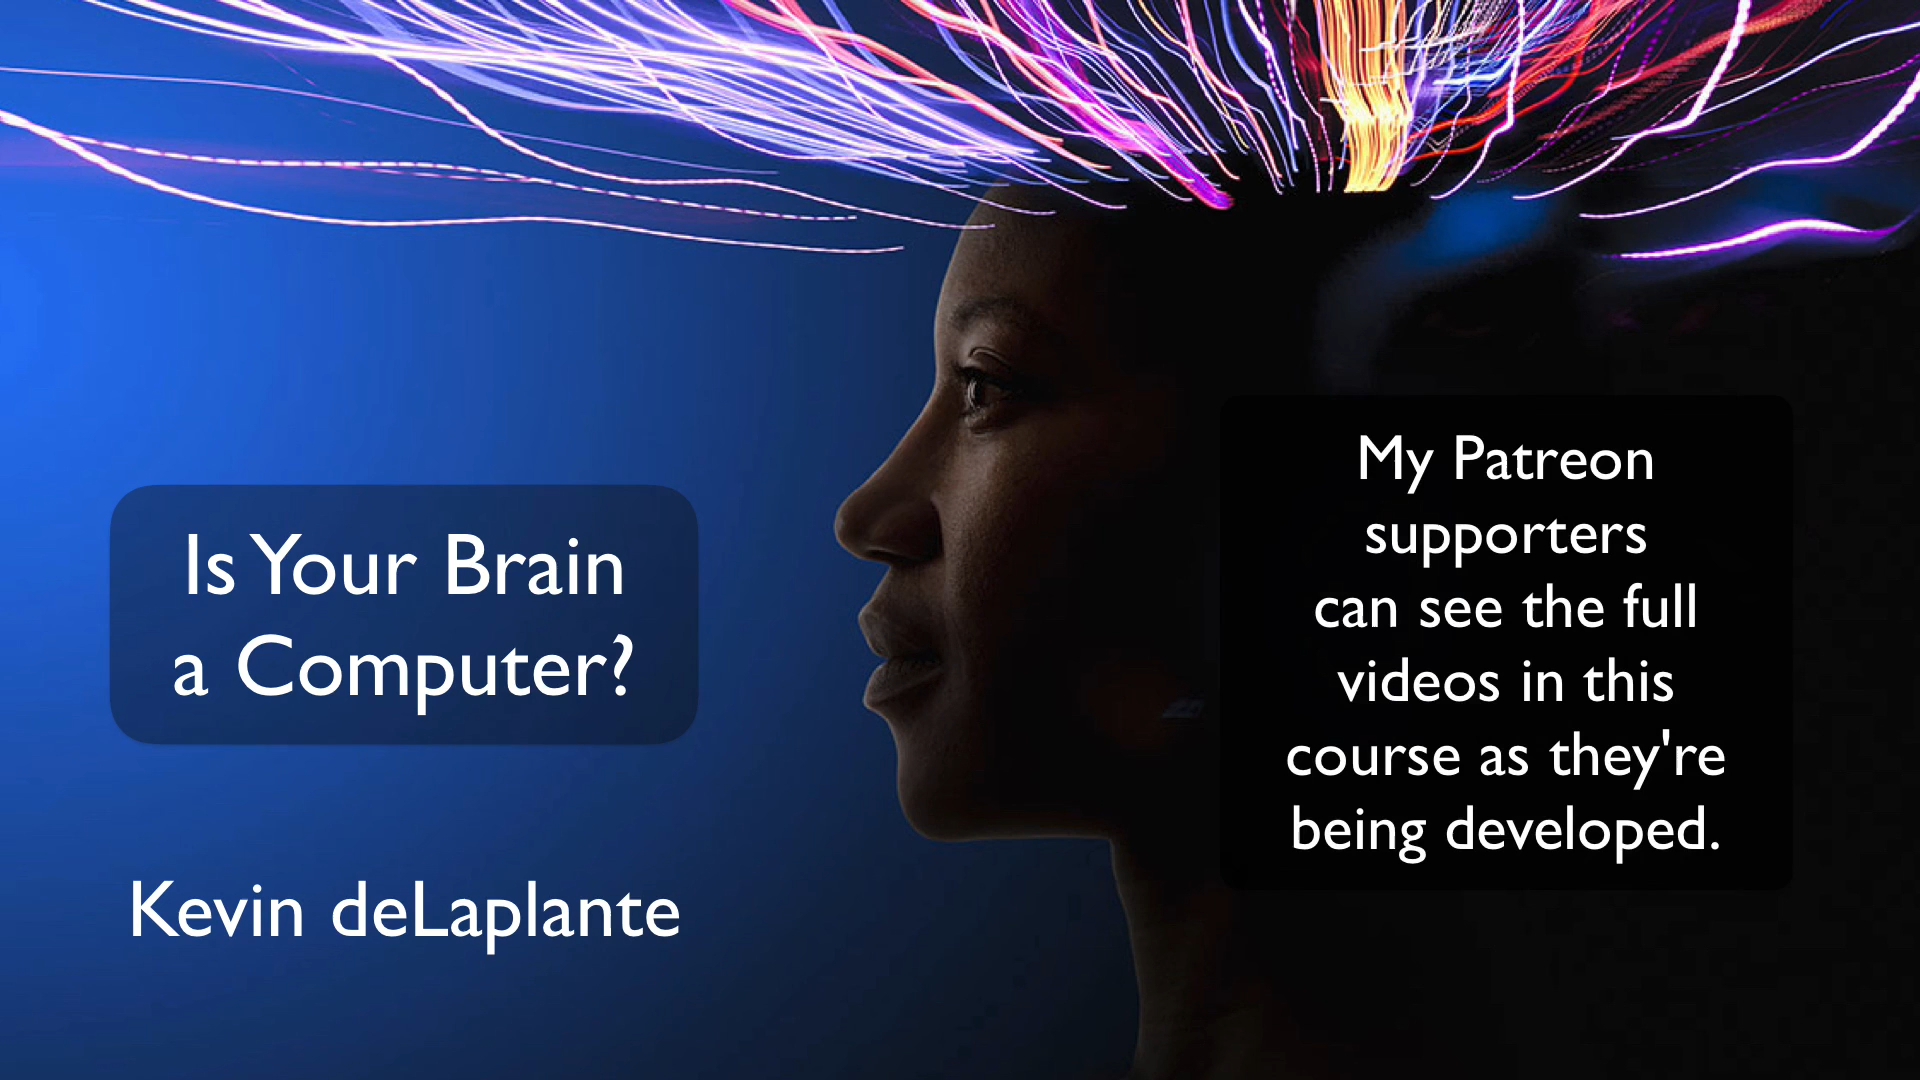 Is Your Brain
a Computer?
Kevin deLaplante
My Patreon
supporters
can see the full
videos in this
course as they're
being developed.